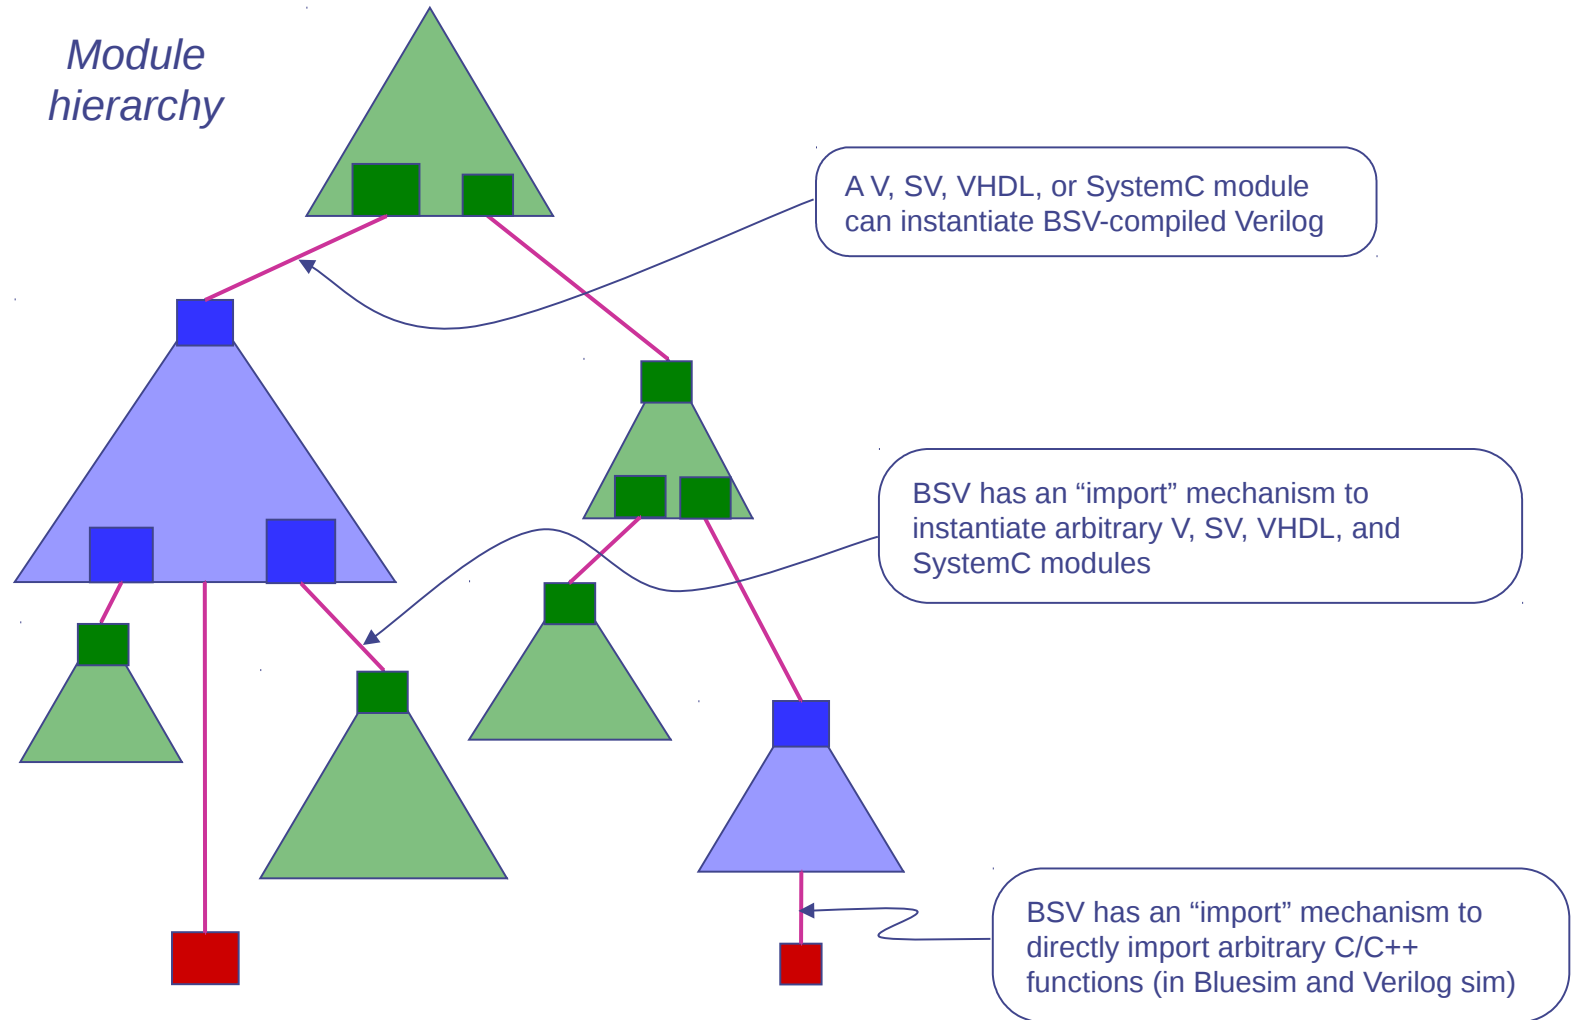 Module
hierarchy
A V, SV, VHDL, or SystemC module
can instantiate BSV-compiled Verilog
BSV has an “import” mechanism to
instantiate arbitrary V, SV, VHDL, and
SystemC modules
BSV has an “import” mechanism to
directly import arbitrary C/C++
functions (in Bluesim and Verilog sim)